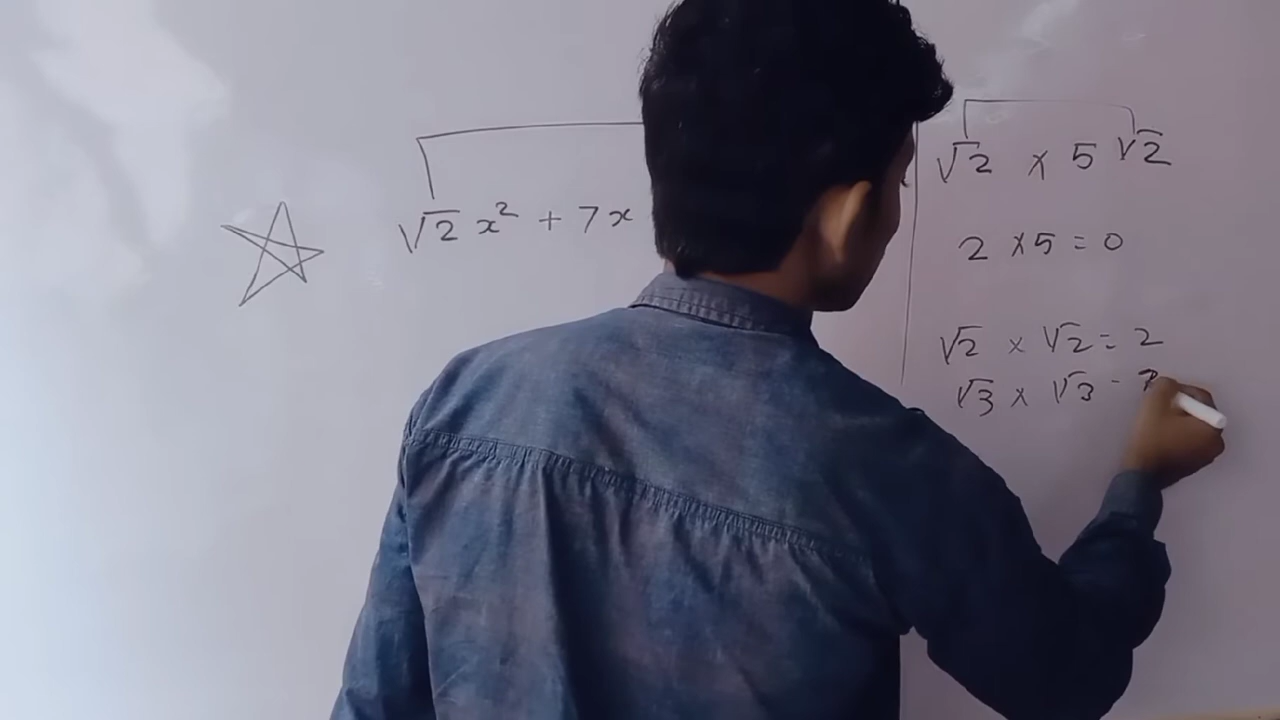 √2 x² + 7x
√2 x 5 √2
2 x 5 = 0
√2 x √2 = 2
√3 x √3 =